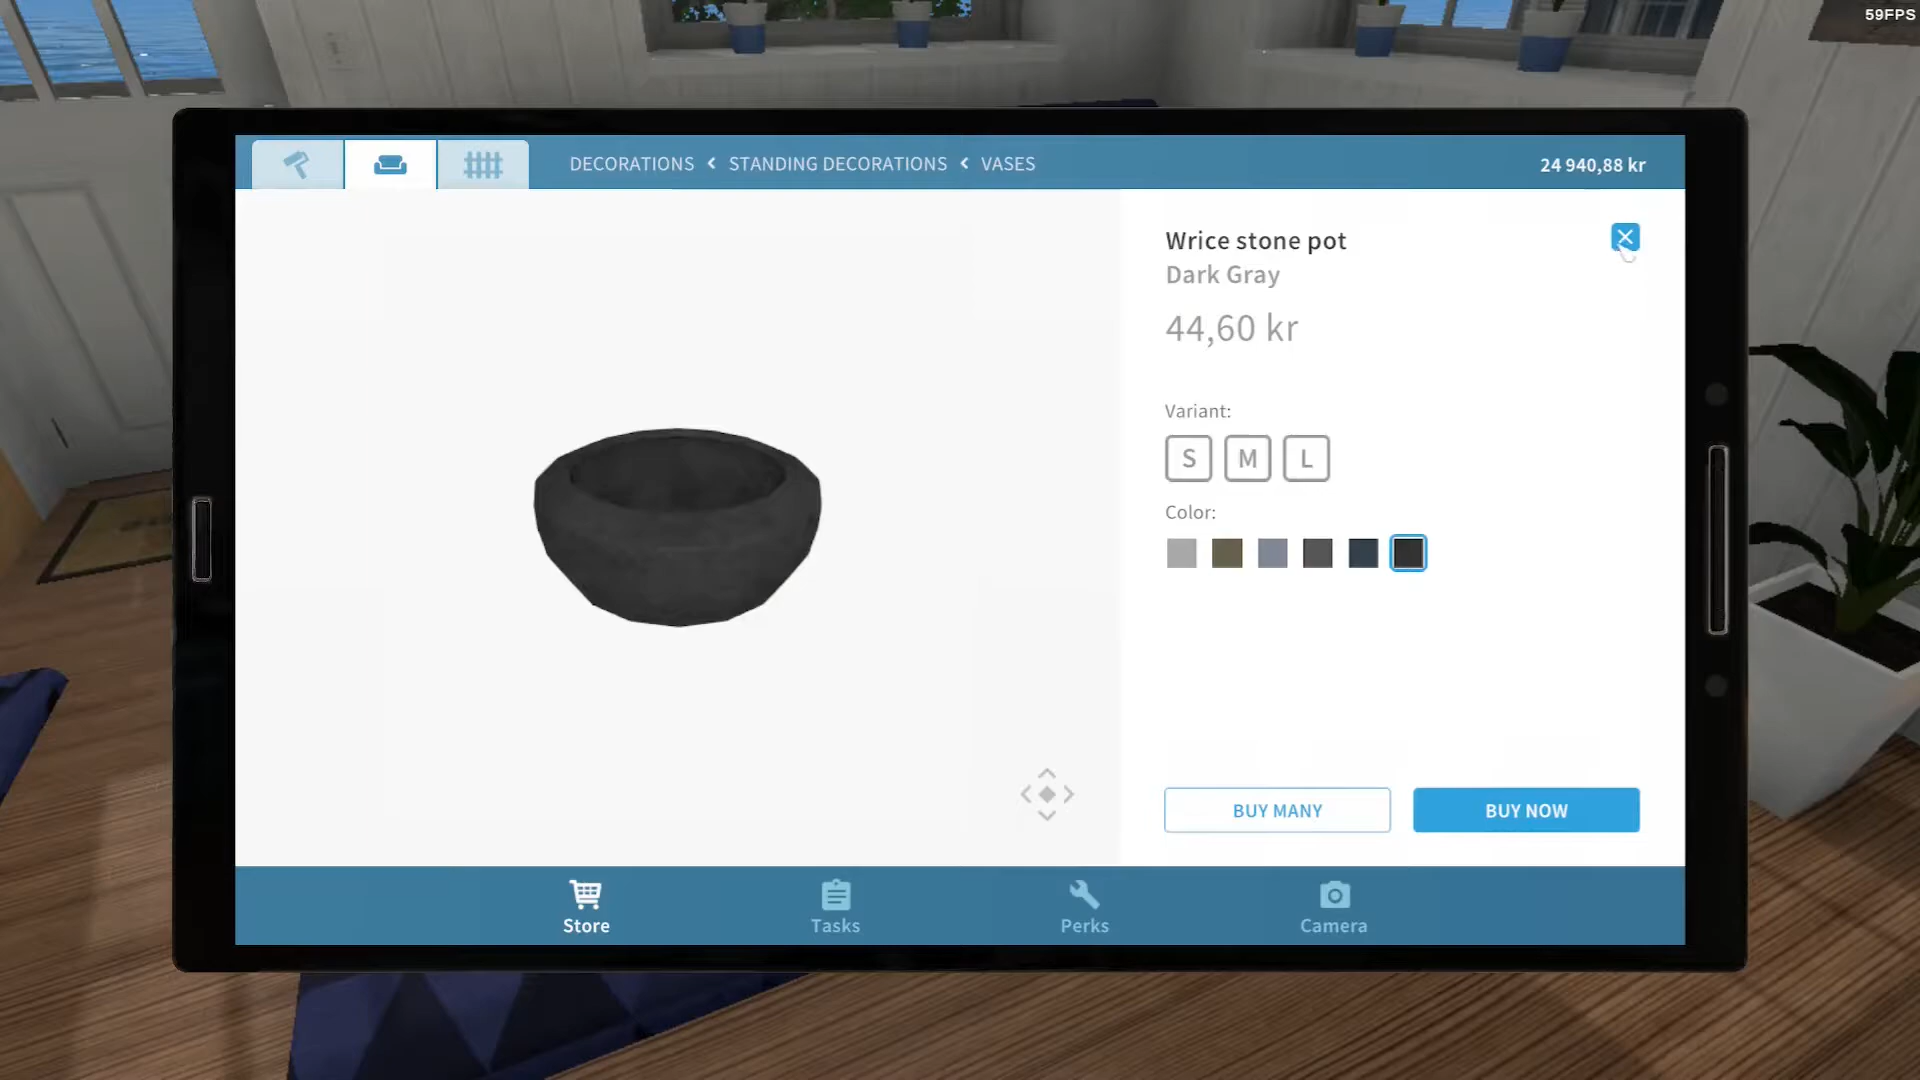 59FPS
DECORATIONS < STANDING DECORATIONS < VASES
24 940,88 kr
Wrice stone pot
Dark Gray
44,60 kr
Variant:
S M L
Color:
BUY MANY
BUY NOW
Store
Tasks
Perks
Camera